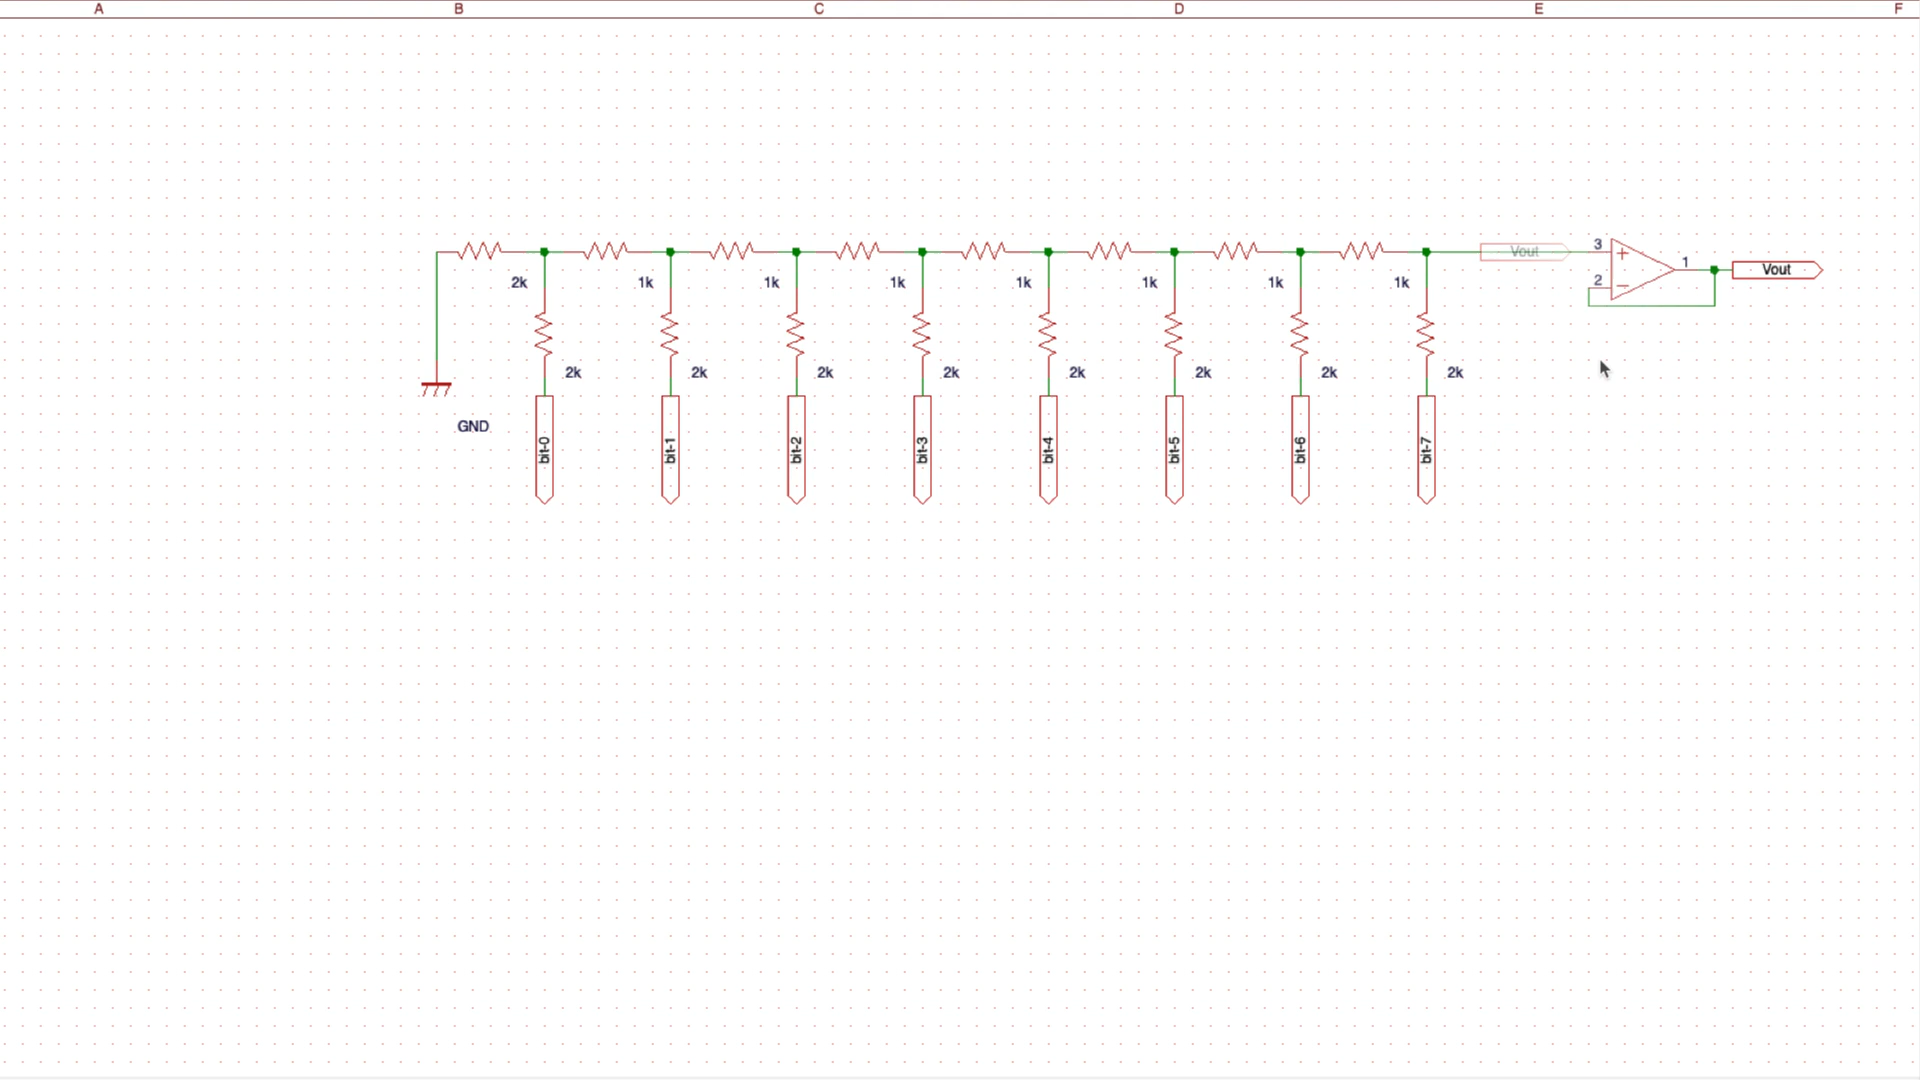 A B C D E F
Vout 3 2 1 Vout
2k 1k 1k 1k 1k 1k 1k 1k
2k 2k 2k 2k 2k 2k 2k 2k
GND
bit-0 bit-1 bit-2 bit-3 bit-4 bit-5 bit-6 bit-7